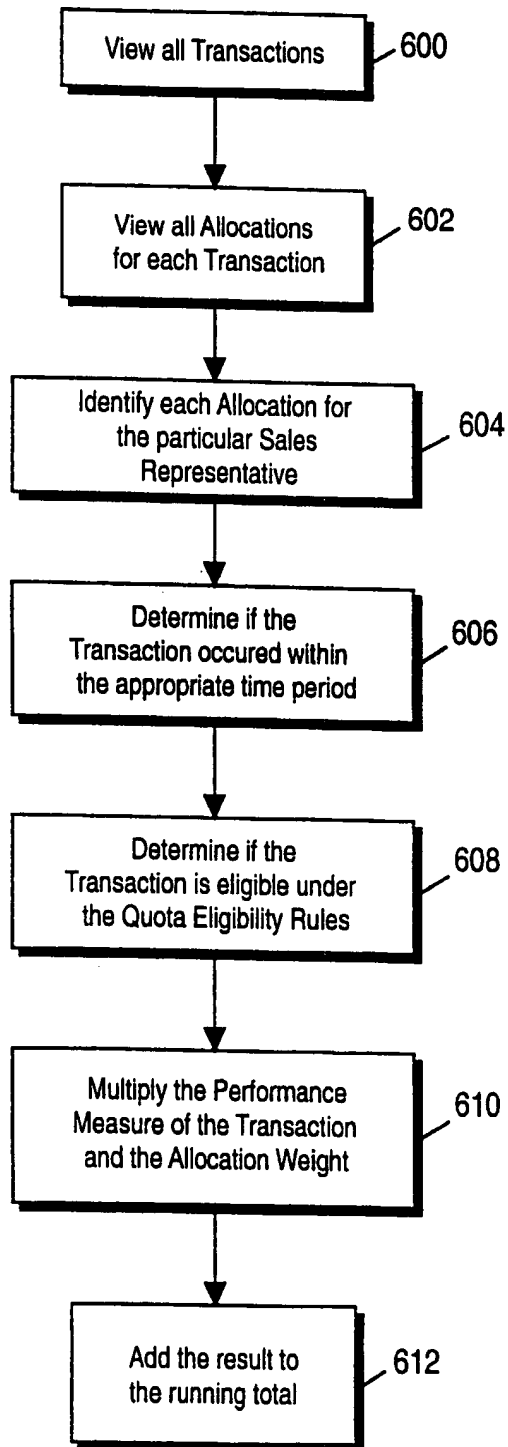 View all Transactions
600
View all Allocations
for each Transaction
602
Identify each Allocation for
the particular Sales
Representative
604
Determine if the
Transaction occured within
the appropriate time period
606
Determine if the
Transaction is eligible under
the Quota Eligibility Rules
608
Multiply the Performance
Measure of the Transaction
and the Allocation Weight
610
Add the result to
the running total
612